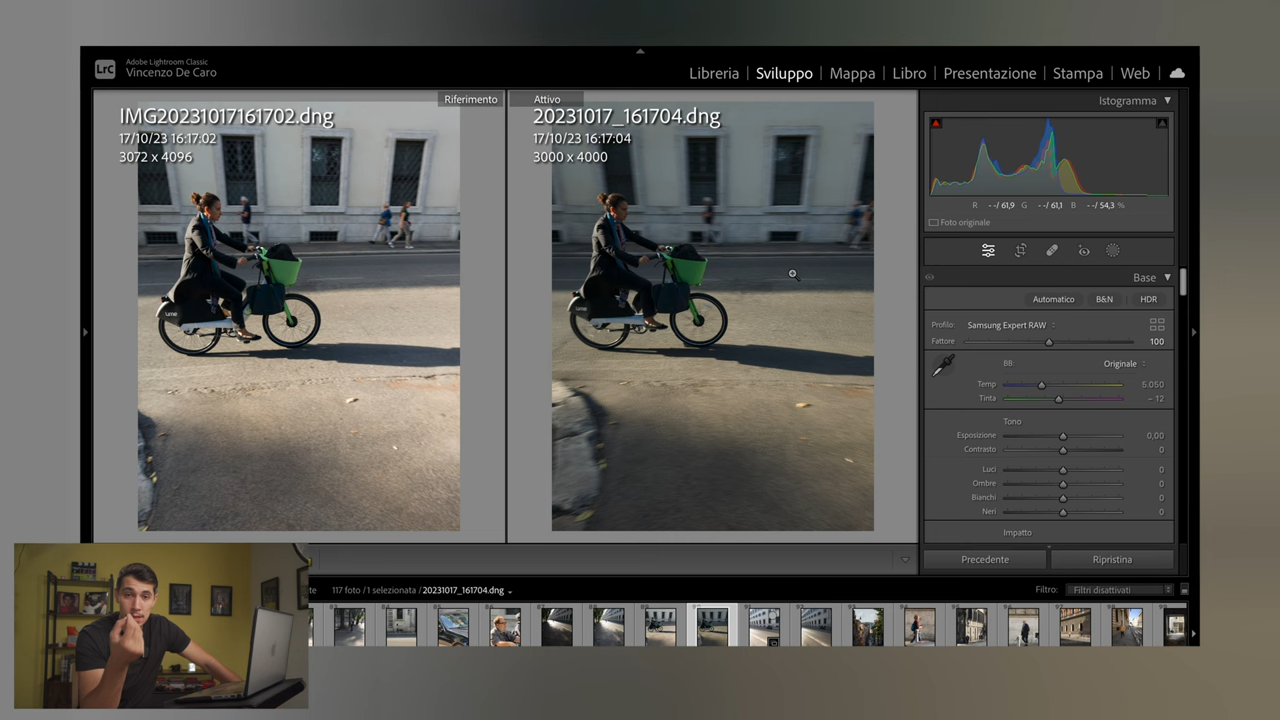 Adobe Lightroom Classic
LrC
Vincenzo De Caro
Libreria | Sviluppo | Mappa | Libro | Presentazione | Stampa | Web
Riferimento
IMG20231017161702.dng
17/10/23 16:17:02
3072 x 4096
Attivo
20231017_161704.dng
17/10/23 16:17:04
3000 x 4000
Istogramma
R --/ 61,9 G --/ 61,1 B --/ 54,3 %
Foto originale
Base
Automatico B&N HDR
Profilo: Samsung Expert RAW
Fattore 100
BB: Originale
Temp 5.050
Tinta – 12
Tono
Esposizione 0,00
Contrasto 0
Luci 0
Ombre 0
Bianchi 0
Neri 0
Impatto
Precedente Ripristina
117 foto /1 selezionata /20231017_161704.dng
Filtro: Filtri disattivati